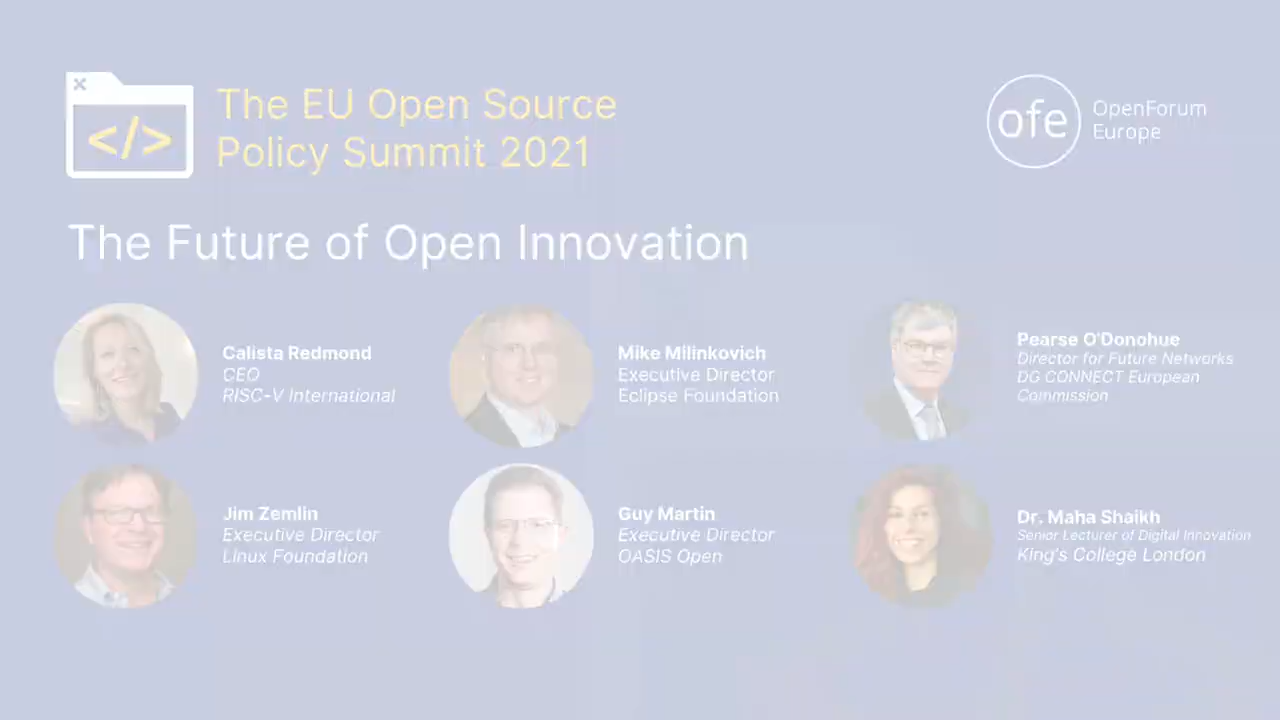 </>
The EU Open Source
Policy Summit 2021
ofe
OpenForum
Europe
The Future of Open Innovation
Calista Redmond
CEO
RISC-V International
Mike Milinkovich
Executive Director
Eclipse Foundation
Pearse O'Donohue
Director for Future Networks
DG CONNECT European
Commission
Jim Zemlin
Executive Director
Linux Foundation
Guy Martin
Executive Director
OASIS Open
Dr. Maha Shaikh
Senior Lecturer of Digital Innovation
King's College London